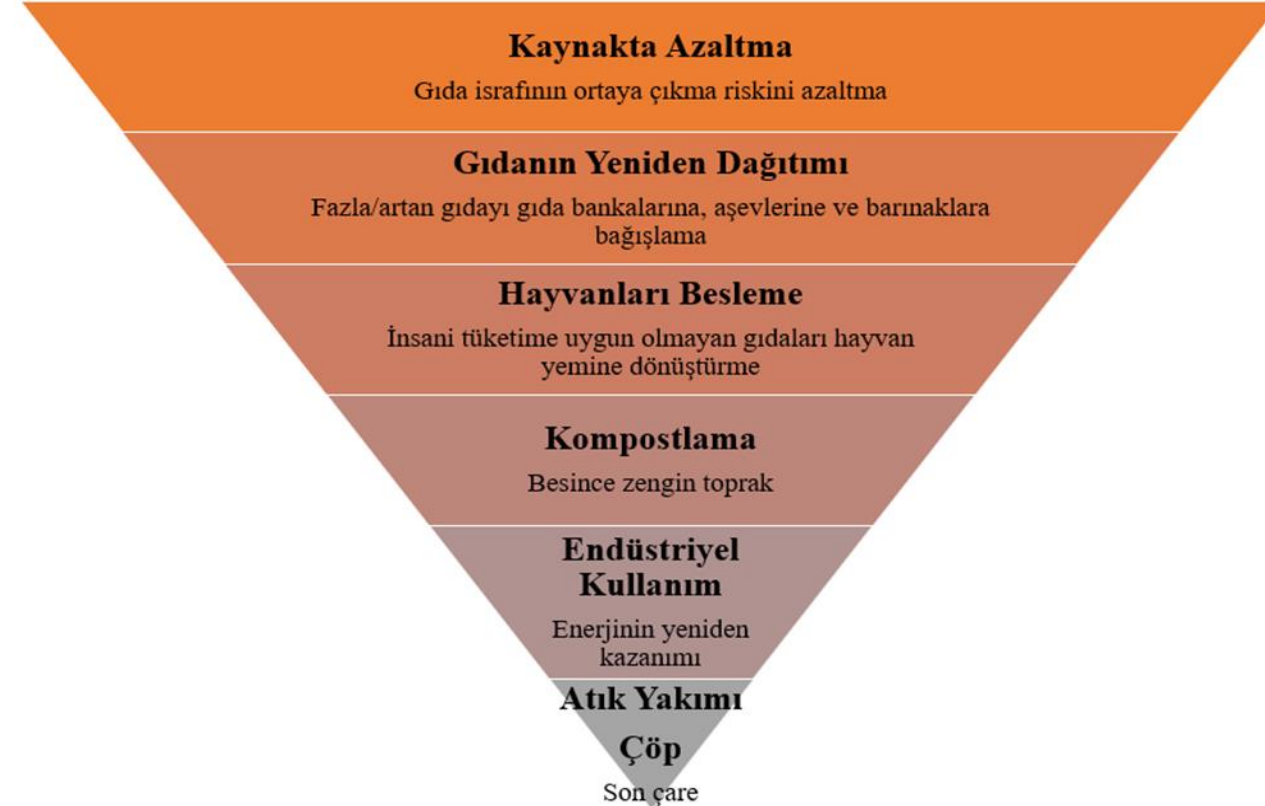 Kaynakta Azaltma
Gıda israfının ortaya çıkma riskini azaltma
Gıdanın Yeniden Dağıtımı
Fazla/artan gıdayı gıda bankalarına, aşevlerine ve barınaklara
bağışlama
Hayvanları Besleme
İnsani tüketime uygun olmayan gıdaları hayvan
yemine dönüştürme
Kompostlama
Besince zengin toprak
Endüstriyel
Kullanım
Enerjinin yeniden
kazanımı
Atık Yakımı
Çöp
Son çare